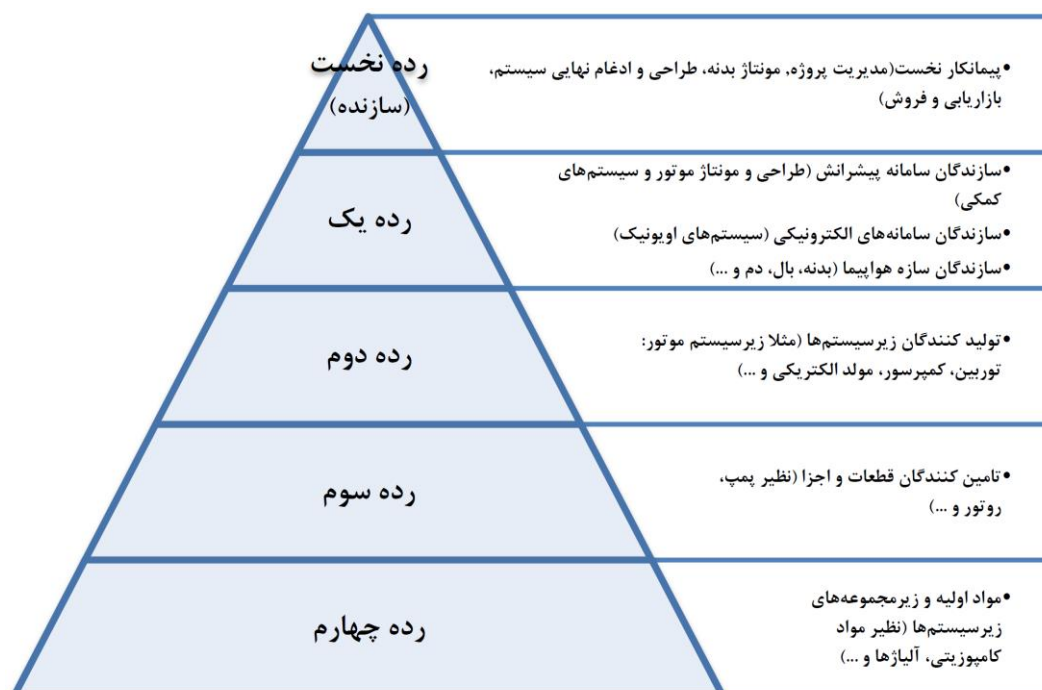 رده نخست
(سازنده)
•پیمانکار نخست(مدیریت پروژه, مونتاژ بدنه، طراحی و ادغام نهایی سیستم،
بازاریابی و فروش)
رده یک
•سازندگان سامانه پیشرانش (طراحی و مونتاژ موتور و سیستم‌های
کمکی)
•سازندگان سامانه‌های الکترونیکی (سیستم‌های اویونیک)
•سازندگان سازه هواپیما (بدنه، بال، دم و ...)
رده دوم
•تولید کنندگان زیرسیستم‌ها (مثلا زیرسیستم موتور:
توربین، کمپرسور، مولد الکتریکی و ...)
رده سوم
•تامین کنندگان قطعات و اجزا (نظیر پمپ،
روتور و ...)
رده چهارم
•مواد اولیه و زیرمجموعه‌های
زیرسیستم‌ها (نظیر مواد
کامپوزیتی، آلیاژها و ...)